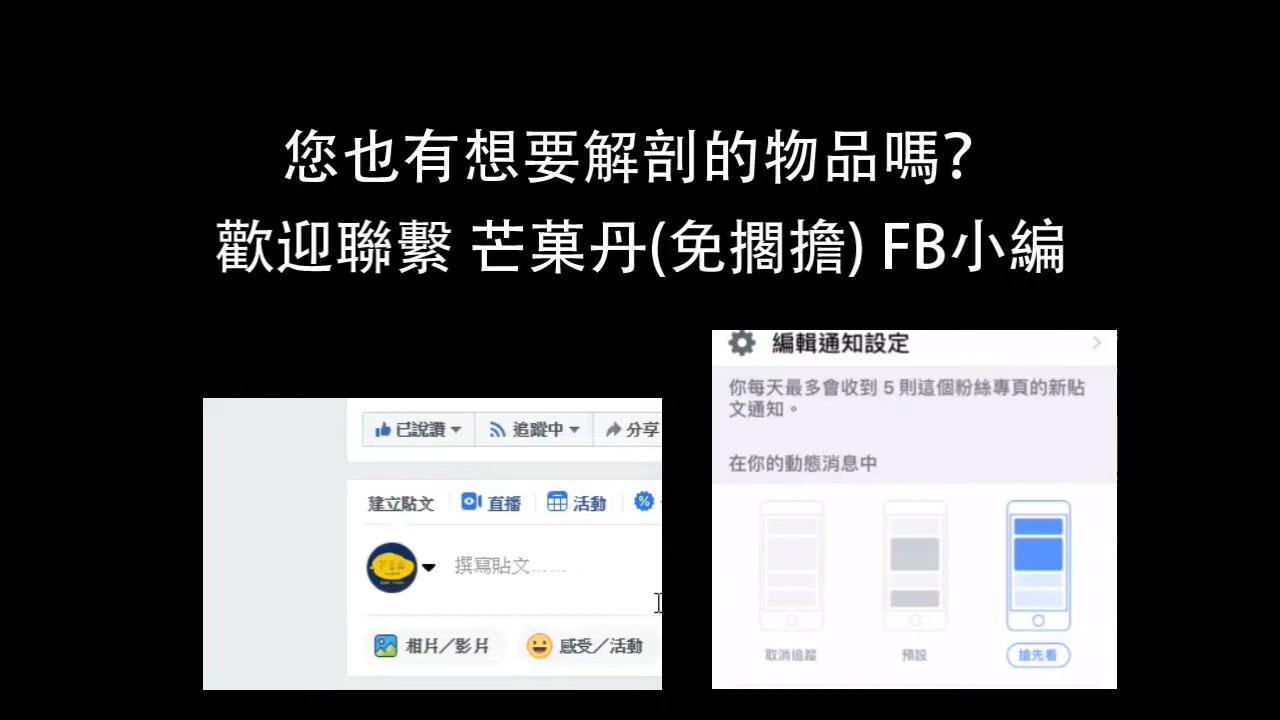 您也有想要解剖的物品嗎?
歡迎聯繫 芒菓丹(免擱擔) FB小編
已說讚
追蹤中
分享
建立貼文
直播
活動
撰寫貼文......
相片／影片
感受／活動
編輯通知設定
你每天最多會收到 5 則這個粉絲專頁的新貼
文通知。
在你的動態消息中
取消追蹤
預設
搶先看